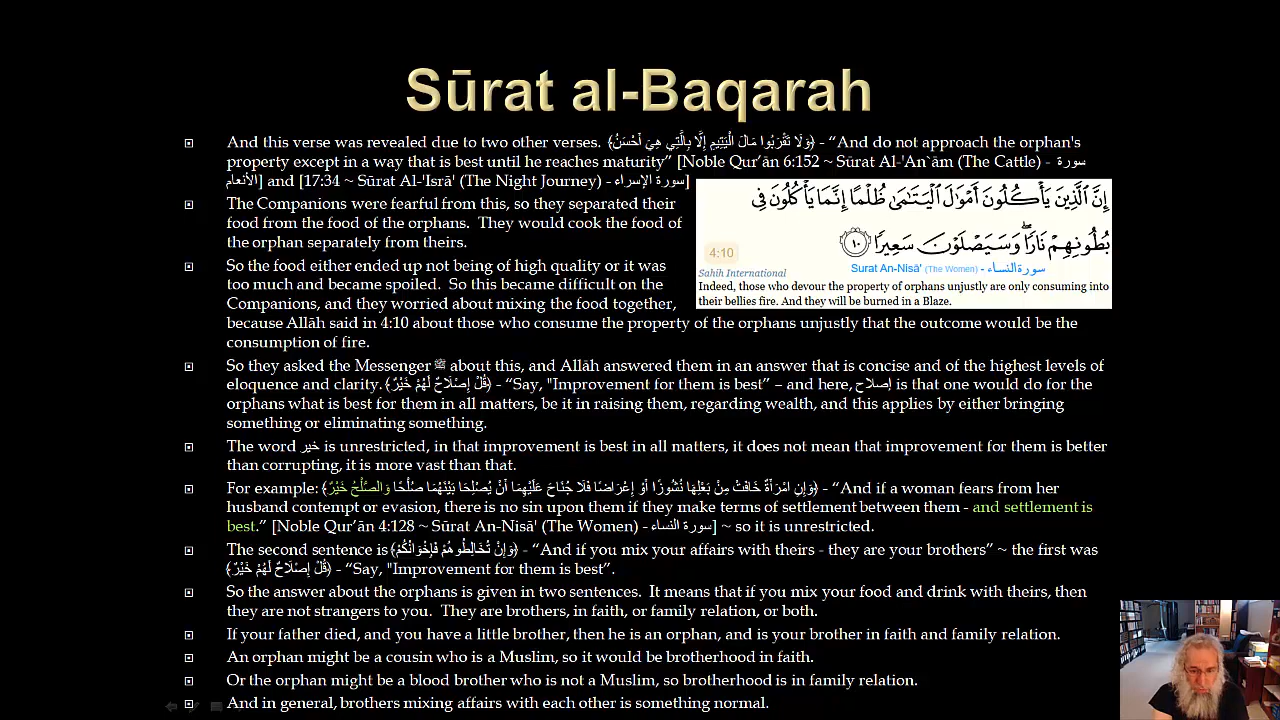 Sūrat al-Baqarah
And this verse was revealed due to two other verses. ﴿وَلَا تَقْرَبُوا مَالَ الْيَتِيمِ إِلَّا بِالَّتِي هِيَ أَحْسَنُ﴾ - “And do not approach the orphan's
property except in a way that is best until he reaches maturity” [Noble Qur’ān 6:152 ~ Sūrat Al-'An`ām (The Cattle) - سورة
الأنعام] and [17:34 ~ Sūrat Al-'Isrā' (The Night Journey) - سورة الإسراء]
The Companions were fearful from this, so they separated their
food from the food of the orphans.  They would cook the food of
the orphan separately from theirs.
So the food either ended up not being of high quality or it was
too much and became spoiled.  So this became difficult on the
Companions, and they worried about mixing the food together,
because Allāh said in 4:10 about those who consume the property of the orphans unjustly that the outcome would be the
consumption of fire.
إِنَّ ٱلَّذِينَ يَأْكُلُونَ أَمْوَٰلَ ٱلْيَتَـٰمَىٰ ظُلْمًا إِنَّمَا يَأْكُلُونَ فِى
بُطُونِهِمْ نَارًا ۖ وَسَيَصْلَوْنَ سَعِيرًا ١٠
4:10
Surat An-Nisā' (The Women) - سورة النساء
Sahih International
Indeed, those who devour the property of orphans unjustly are only consuming into
their bellies fire. And they will be burned in a Blaze.
So they asked the Messenger ﷺ about this, and Allāh answered them in an answer that is concise and of the highest levels of
eloquence and clarity. ﴿قُلْ إِصْلَاحٌ لَهُمْ خَيْرٌ﴾ - “Say, "Improvement for them is best” – and here, إصلاح is that one would do for the
orphans what is best for them in all matters, be it in raising them, regarding wealth, and this applies by either bringing
something or eliminating something.
The word خير is unrestricted, in that improvement is best in all matters, it does not mean that improvement for them is better
than corrupting, it is more vast than that.
For example: ﴿وَإِنِ امْرَأَةٌ خَافَتْ مِنْ بَعْلِهَا نُشُوزًا أَوْ إِعْرَاضًا فَلَا جُنَاحَ عَلَيْهِمَا أَنْ يُصْلِحَا بَيْنَهُمَا صُلْحًا وَالصُّلْحُ خَيْرٌ﴾ - “And if a woman fears from her
husband contempt or evasion, there is no sin upon them if they make terms of settlement between them - and settlement is
best.” [Noble Qur’ān 4:128 ~ Sūrat An-Nisā' (The Women) - سورة النساء] ~ so it is unrestricted.
The second sentence is ﴿وَإِنْ تُخَالِطُوهُمْ فَإِخْوَانُكُمْ﴾ - “And if you mix your affairs with theirs - they are your brothers” ~ the first was
﴿قُلْ إِصْلَاحٌ لَهُمْ خَيْرٌ﴾ - “Say, "Improvement for them is best”.
So the answer about the orphans is given in two sentences.  It means that if you mix your food and drink with theirs, then
they are not strangers to you.  They are brothers, in faith, or family relation, or both.
If your father died, and you have a little brother, then he is an orphan, and is your brother in faith and family relation.
An orphan might be a cousin who is a Muslim, so it would be brotherhood in faith.
Or the orphan might be a blood brother who is not a Muslim, so brotherhood is in family relation.
And in general, brothers mixing affairs with each other is something normal.